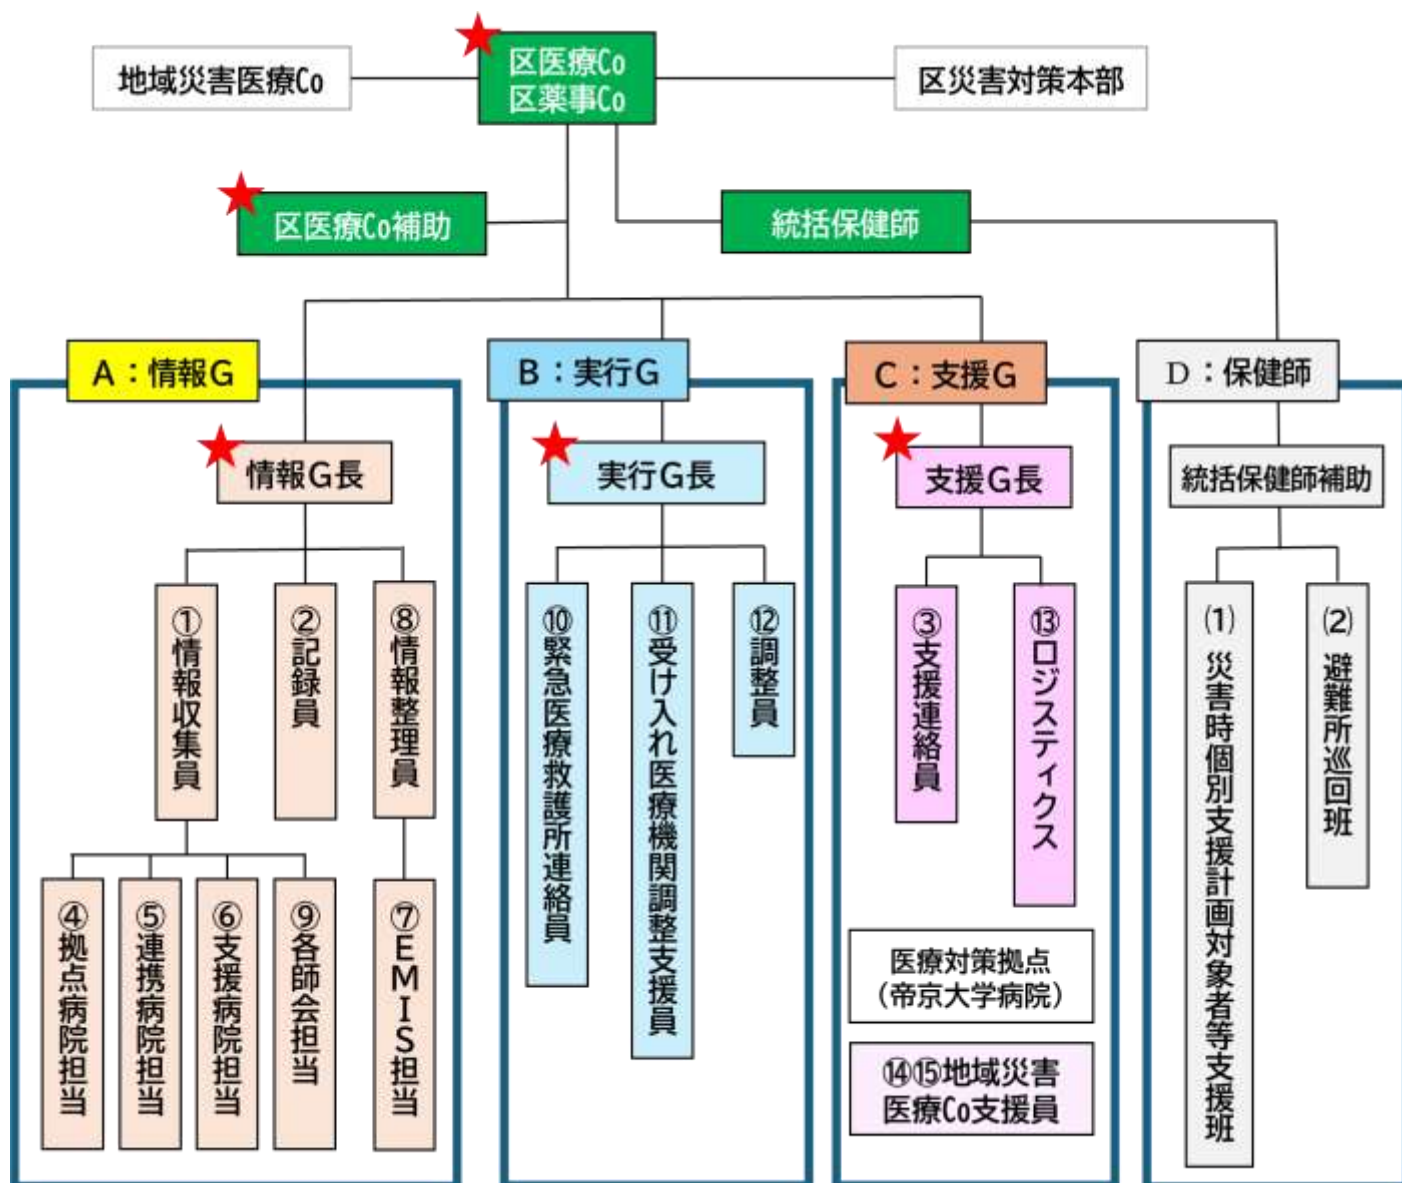 地域災害医療Co
区医療Co
区薬事Co
区災害対策本部
区医療Co補助
統括保健師
A：情報G
B：実行G
C：支援G
D：保健師
情報G長
実行G長
支援G長
統括保健師補助
①情報収集員
②記録員
⑧情報整理員
⑩緊急医療救護所連絡員
⑪受け入れ医療機関調整支援員
⑫調整員
③支援連絡員
⑬ロジスティクス
⑴災害時個別支援計画対象者等支援班
⑵避難所巡回班
④拠点病院担当
⑤連携病院担当
⑥支援病院担当
⑨各師会担当
⑦EMIS担当
医療対策拠点
（帝京大学病院）
⑭⑮地域災害
医療Co支援員